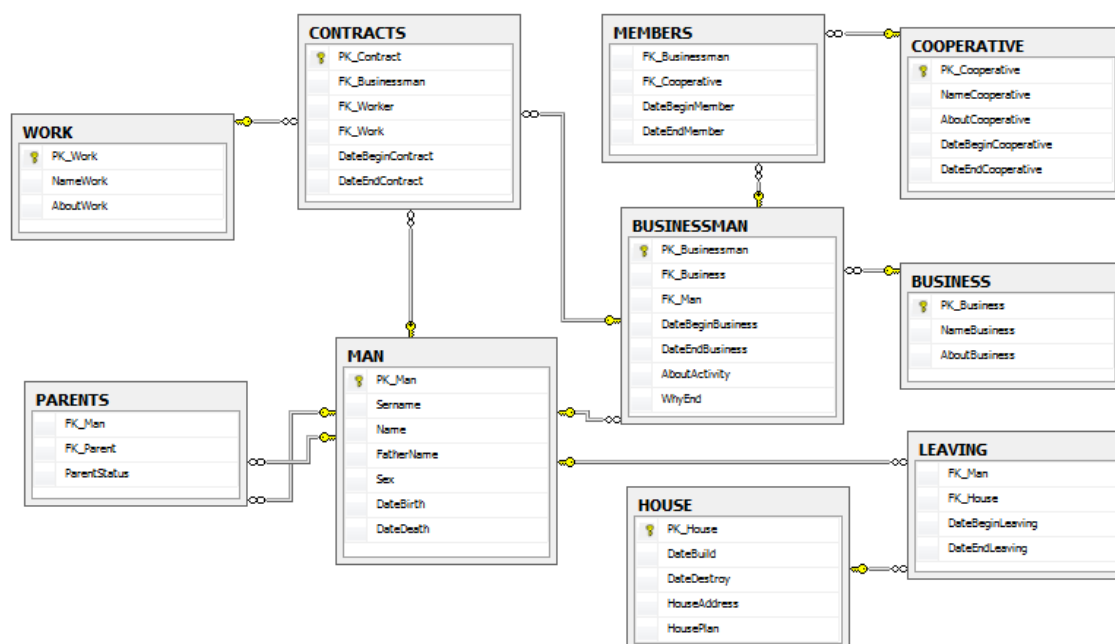 CONTRACTS
PK_Contract
FK_Businessman
FK_Worker
FK_Work
DateBeginContract
DateEndContract
MEMBERS
FK_Businessman
FK_Cooperative
DateBeginMember
DateEndMember
COOPERATIVE
PK_Cooperative
NameCooperative
AboutCooperative
DateBeginCooperative
DateEndCooperative
WORK
PK_Work
NameWork
AboutWork
BUSINESSMAN
PK_Businessman
FK_Business
FK_Man
DateBeginBusiness
DateEndBusiness
AboutActivity
WhyEnd
BUSINESS
PK_Business
NameBusiness
AboutBusiness
MAN
PK_Man
Sername
Name
FatherName
Sex
DateBirth
DateDeath
PARENTS
FK_Man
FK_Parent
ParentStatus
LEAVING
FK_Man
FK_House
DateBeginLeaving
DateEndLeaving
HOUSE
PK_House
DateBuild
DateDestroy
HouseAddress
HousePlan